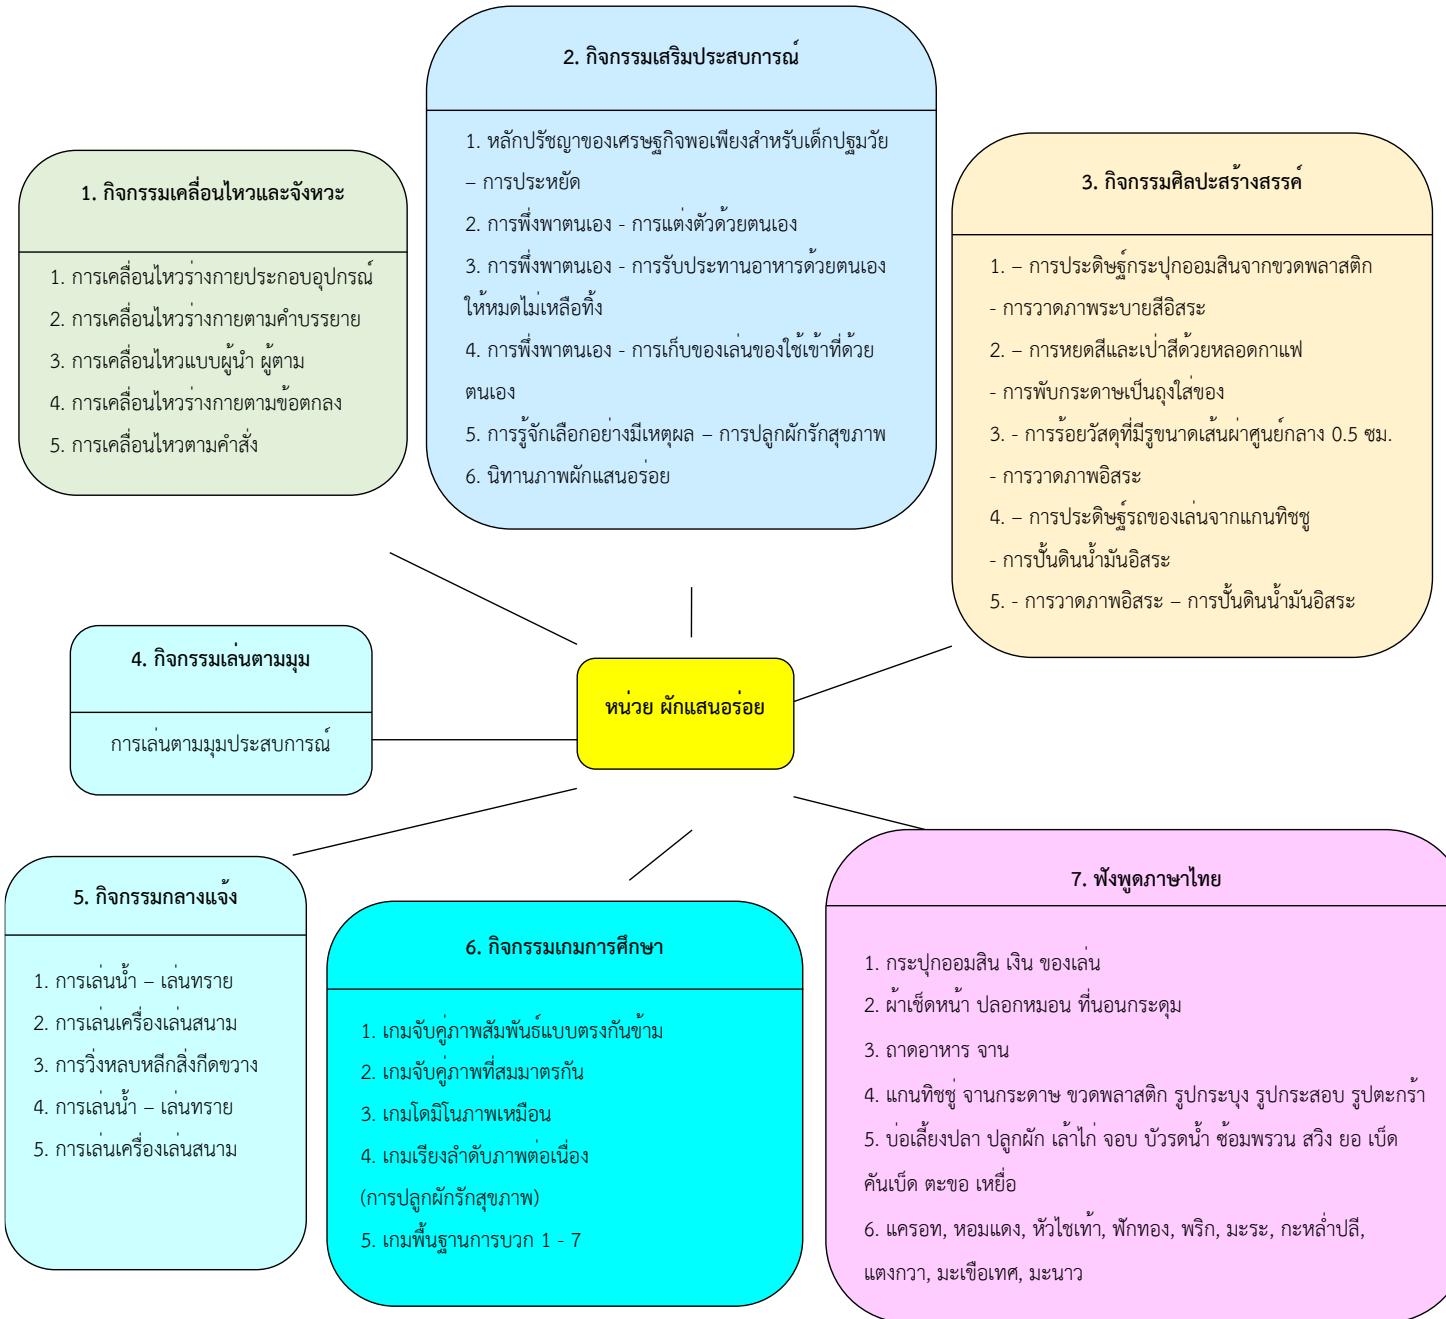 2. กิจกรรมเสริมประสบการณ์
1. หลักปรัชญาของเศรษฐกิจพอเพียงสำหรับเด็กปฐมวัย
– การประหยัด
2. การพึ่งพาตนเอง - การแต่งตัวด้วยตนเอง
3. การพึ่งพาตนเอง - การรับประทานอาหารด้วยตนเอง
ให้หมดไม่เหลือทิ้ง
4. การพึ่งพาตนเอง - การเก็บของเล่นของใช้เข้าที่ด้วย
ตนเอง
5. การรู้จักเลือกอย่างมีเหตุผล – การปลูกผักรักสุขภาพ
6. นิทานภาพผักแสนอร่อย
1. กิจกรรมเคลื่อนไหวและจังหวะ
1. การเคลื่อนไหวร่างกายประกอบอุปกรณ์
2. การเคลื่อนไหวร่างกายตามคำบรรยาย
3. การเคลื่อนไหวแบบผู้นำ ผู้ตาม
4. การเคลื่อนไหวร่างกายตามข้อตกลง
5. การเคลื่อนไหวตามคำสั่ง
3. กิจกรรมศิลปะสร้างสรรค์
1. – การประดิษฐ์กระปุกออมสินจากขวดพลาสติก
- การวาดภาพระบายสีอิสระ
2. – การหยดสีและเป่าสีด้วยหลอดกาแฟ
- การพับกระดาษเป็นถุงใส่ของ
3. - การร้อยวัสดุที่มีรูขนาดเส้นผ่าศูนย์กลาง 0.5 ซม.
- การวาดภาพอิสระ
4. – การประดิษฐ์รถของเล่นจากแกนทิชชู
- การปั้นดินน้ำมันอิสระ
5. - การวาดภาพอิสระ – การปั้นดินน้ำมันอิสระ
4. กิจกรรมเล่นตามมุม
การเล่นตามมุมประสบการณ์
หน่วย ผักแสนอร่อย
5. กิจกรรมกลางแจ้ง
1. การเล่นน้ำ – เล่นทราย
2. การเล่นเครื่องเล่นสนาม
3. การวิ่งหลบหลีกสิ่งกีดขวาง
4. การเล่นน้ำ – เล่นทราย
5. การเล่นเครื่องเล่นสนาม
6. กิจกรรมเกมการศึกษา
1. เกมจับคู่ภาพสัมพันธ์แบบตรงกันข้าม
2. เกมจับคู่ภาพที่สมมาตรกัน
3. เกมโดมิโนภาพเหมือน
4. เกมเรียงลำดับภาพต่อเนื่อง
(การปลูกผักรักสุขภาพ)
5. เกมพื้นฐานการบวก 1 - 7
7. ฟังพูดภาษาไทย
1. กระปุกออมสิน เงิน ของเล่น
2. ผ้าเช็ดหน้า ปลอกหมอน ที่นอนกระดุม
3. ถาดอาหาร จาน
4. แกนทิชชู่ จานกระดาษ ขวดพลาสติก รูปกระบุง รูปกระสอบ รูปตะกร้า
5. บ่อเลี้ยงปลา ปลูกผัก เล้าไก่ จอบ บัวรดน้ำ ซ้อมพรวน สวิง ยอ เบ็ด
คันเบ็ด ตะขอ เหยื่อ
6. แครอท, หอมแดง, หัวไชเท้า, ฟักทอง, พริก, มะระ, กะหล่ำปลี,
แตงกวา, มะเขือเทศ, มะนาว